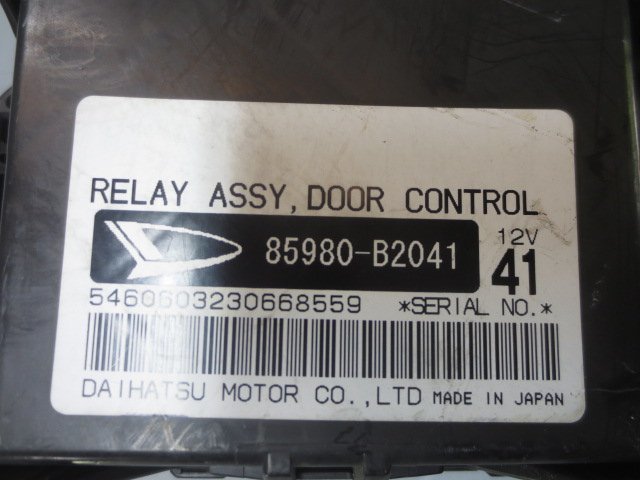 RELAY ASSY, DOOR CONTROL
85980-B2041
12V
41
5460603230668559 *SERIAL NO.*
DAIHATSU MOTOR CO.,LTD MADE IN JAPAN